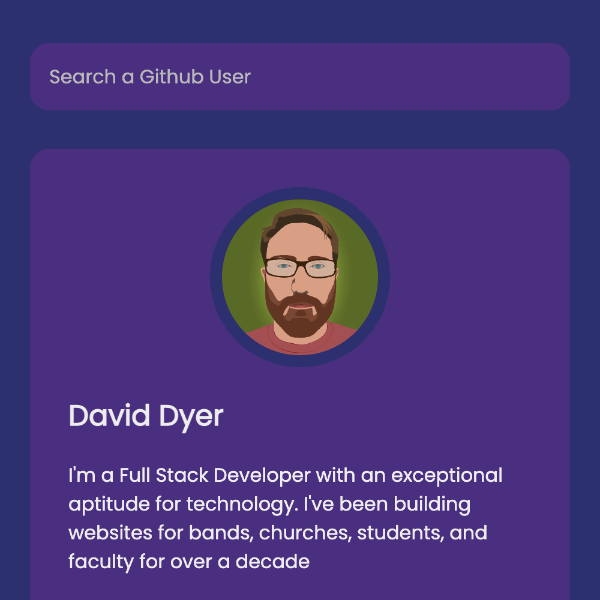 Search a Github User
David Dyer
I'm a Full Stack Developer with an exceptional
aptitude for technology. I've been building
websites for bands, churches, students, and
faculty for over a decade